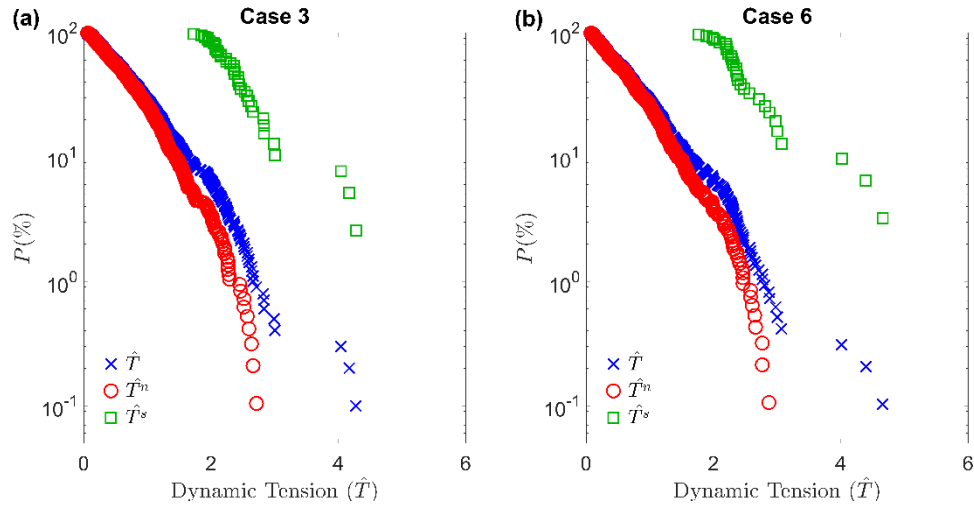 (a)
Case 3
10²
10¹
10⁰
10⁻¹
P(%)
T̂
T̂ⁿ
T̂ˢ
0
2
4
6
Dynamic Tension (T̂)
(b)
Case 6
10²
10¹
10⁰
10⁻¹
P(%)
T̂
T̂ⁿ
T̂ˢ
0
2
4
6
Dynamic Tension (T̂)